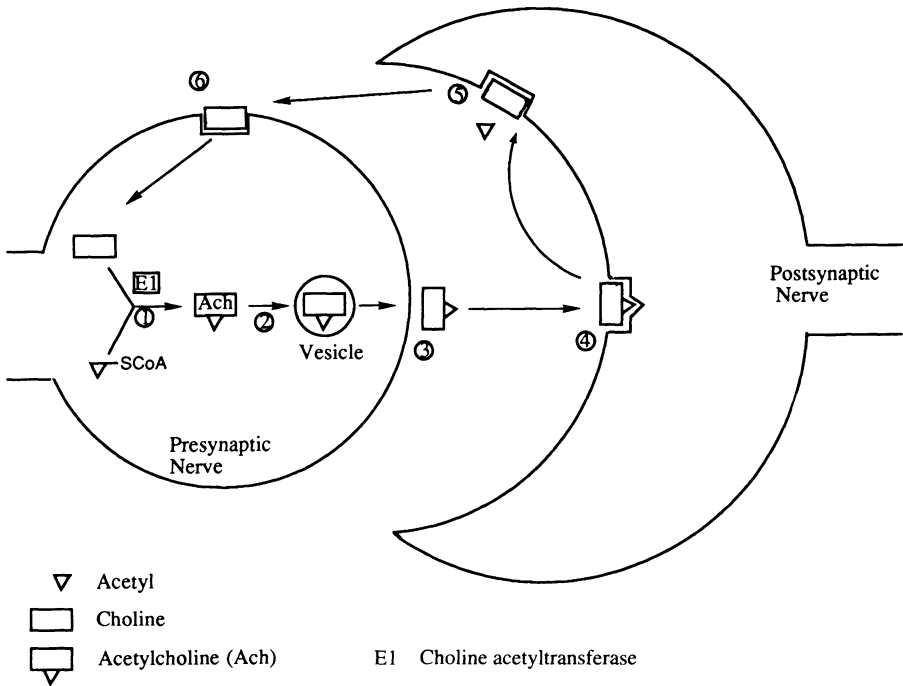 ⑥
⑤
E1
Ach
①
②
SCoA
Vesicle
③
④
Postsynaptic
Nerve
Presynaptic
Nerve
Acetyl
Choline
Acetylcholine (Ach)
E1 Choline acetyltransferase